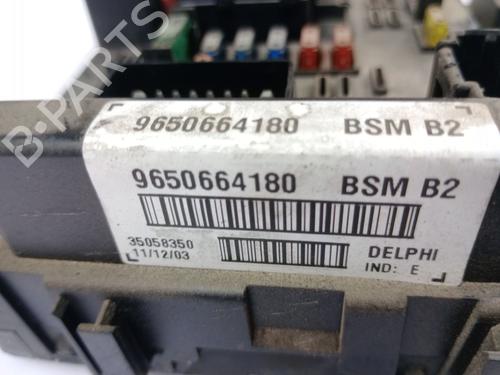 B-PARTS
9650664180 BSM B2
9650664180 BSM B2
35058350
11/12/03
DELPHI
IND: E